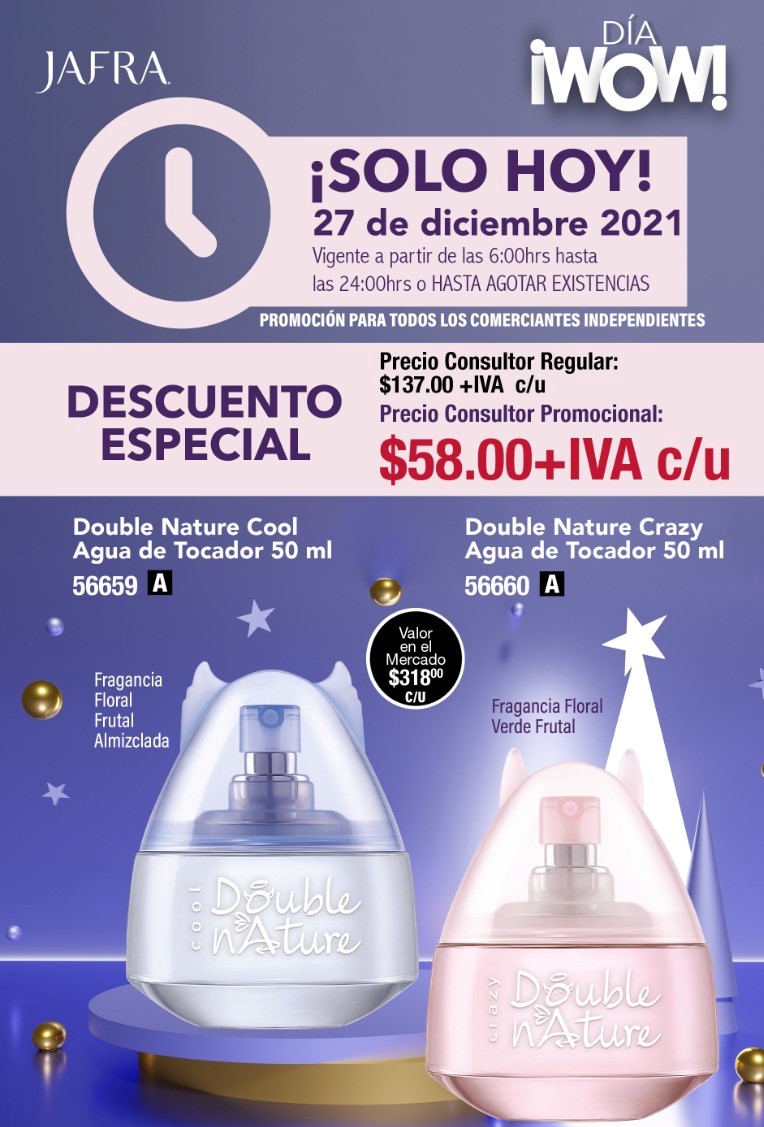 JAFRA
DÍA
¡WOW!
¡SOLO HOY!
27 de diciembre 2021
Vigente a partir de las 6:00hrs hasta
las 24:00hrs o HASTA AGOTAR EXISTENCIAS
PROMOCIÓN PARA TODOS LOS COMERCIANTES INDEPENDIENTES
DESCUENTO
ESPECIAL
Precio Consultor Regular:
$137.00 +IVA c/u
Precio Consultor Promocional:
$58.00+IVA c/u
Double Nature Cool
Agua de Tocador 50 ml
56659 A
Double Nature Crazy
Agua de Tocador 50 ml
56660 A
Valor
en el
Mercado
$31800
C/U
Fragancia
Floral
Frutal
Almizclada
Fragancia Floral
Verde Frutal
cool
Double
nAture
crazy
Double
nAture